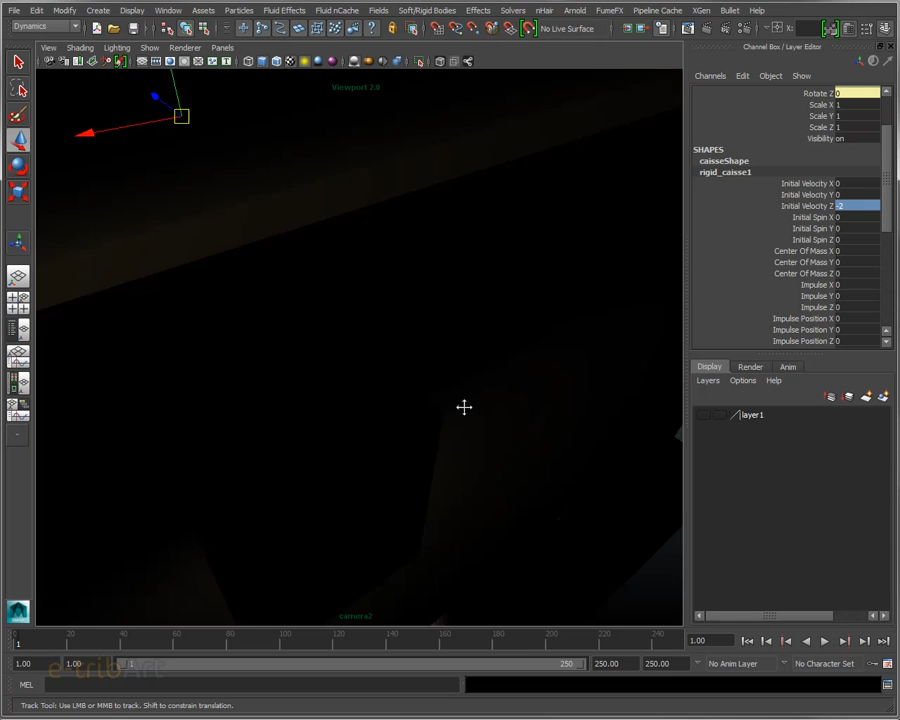 File Edit Modify Create Display Window Assets Particles Fluid Effects Fluid nCache Fields Soft/Rigid Bodies Effects Solvers nHair Arnold FumeFX Pipeline Cache XGen Bullet Help
Dynamics
No Live Surface
X:
Channel Box / Layer Editor
View Shading Lighting Show Renderer Panels
Channels Edit Object Show
Viewport 2.0
Rotate Z 0
Scale X 1
Scale Y 1
Scale Z 1
Visibility on
SHAPES
caisseShape
rigid_caisse1
Initial Velocity X 0
Initial Velocity Y 0
Initial Velocity Z -2
Initial Spin X 0
Initial Spin Y 0
Initial Spin Z 0
Center Of Mass X 0
Center Of Mass Y 0
Center Of Mass Z 0
Impulse X 0
Impulse Y 0
Impulse Z 0
Impulse Position X 0
Impulse Position Y 0
Impulse Position Z 0
Display Render Anim
Layers Options Help
layer1
camera2
0 20 40 60 80 100 120 140 160 180 200 220 240
1
1.00
1.00 1.00 1 250 250.00 250.00 No Anim Layer No Character Set
e-tribArt
MEL
Track Tool: Use LMB or MMB to track. Shift to constrain translation.